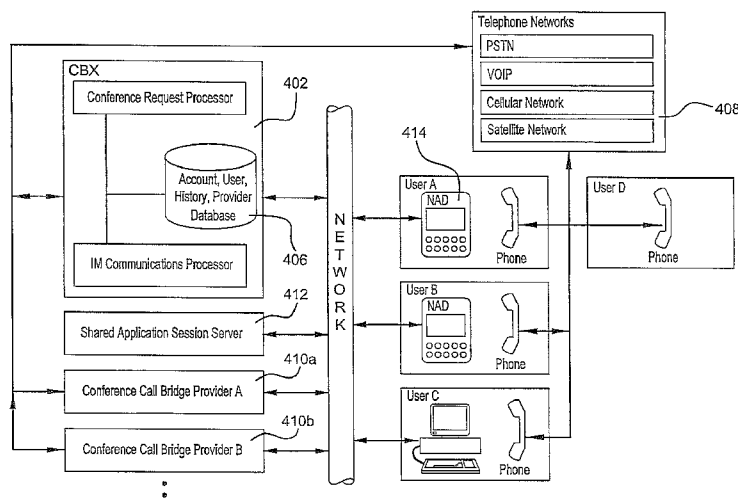 Telephone Networks
PSTN
VOIP
Cellular Network
Satellite Network
408
CBX
Conference Request Processor
402
Account, User,
History, Provider
Database
406
IM Communications Processor
412
Shared Application Session Server
410a
Conference Call Bridge Provider A
410b
Conference Call Bridge Provider B
NETWORK
414
User A
NAD
Phone
User D
Phone
User B
NAD
Phone
User C
Phone